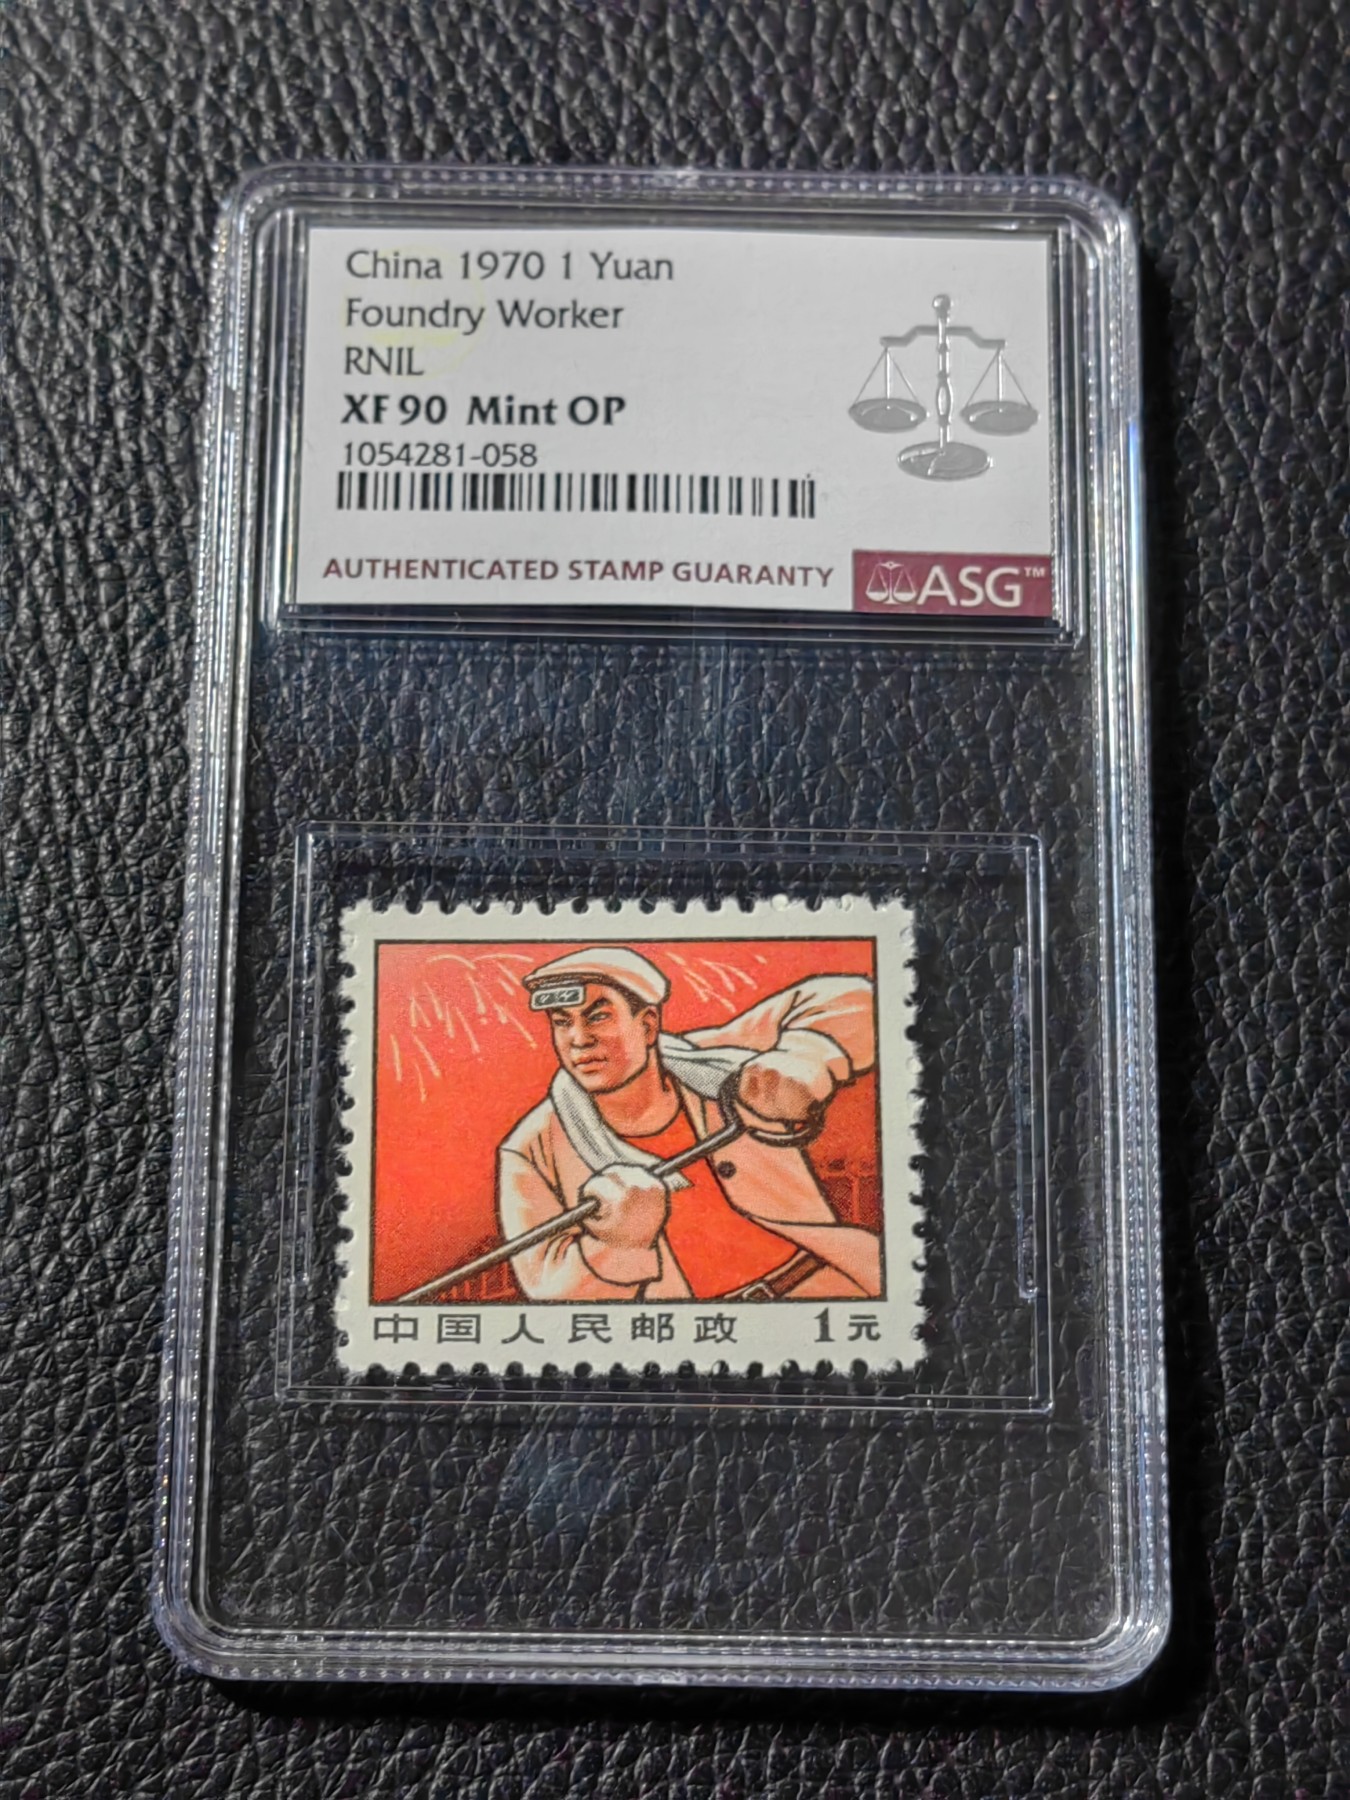 China 1970 1 Yuan
Foundry Worker
RNIL
XF 90 Mint OP
1054281-058
AUTHENTICATED STAMP GUARANTY
ASG™
中国人民邮政 1元